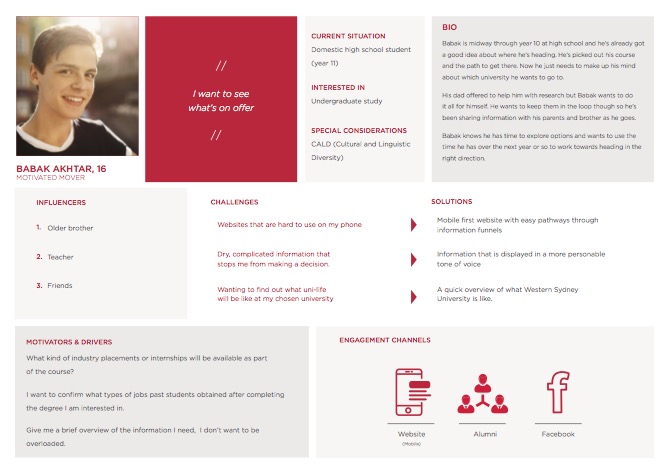 //
I want to see
what's on offer
//
BABAK AKHTAR, 16
MOTIVATED MOVER
CURRENT SITUATION
Domestic high school student
(year 11)
INTERESTED IN
Undergraduate study
SPECIAL CONSIDERATIONS
CALD (Cultural and Linguistic
Diversity)
BIO
Babak is midway through year 10 at high school and he's already got
a good idea about where he's heading. He's picked out his course
and the path to get there. Now he just needs to make up his mind
about which university he wants to go to.
His dad offered to help him with research but Babak wants to do
it all for himself. He wants to keep them in the loop though so he's
been sharing information with his parents and brother as he goes.
Babak knows he has time to explore options and wants to use the
time he has over the next year or so to work towards heading in the
right direction.
INFLUENCERS
1. Older brother
2. Teacher
3. Friends
CHALLENGES
Websites that are hard to use on my phone
Dry, complicated information that
stops me from making a decision.
Wanting to find out what uni-life
will be like at my chosen university
SOLUTIONS
Mobile first website with easy pathways through
information funnels
Information that is displayed in a more personable
tone of voice
A quick overview of what Western Sydney
University is like.
MOTIVATORS & DRIVERS
What kind of industry placements or internships will be available as part
of the course?
I want to confirm what types of jobs past students obtained after completing
the degree I am interested in.
Give me a brief overview of the information I need, I don't want to be
overloaded.
ENGAGEMENT CHANNELS
Website
(Mobile)
Alumni
Facebook